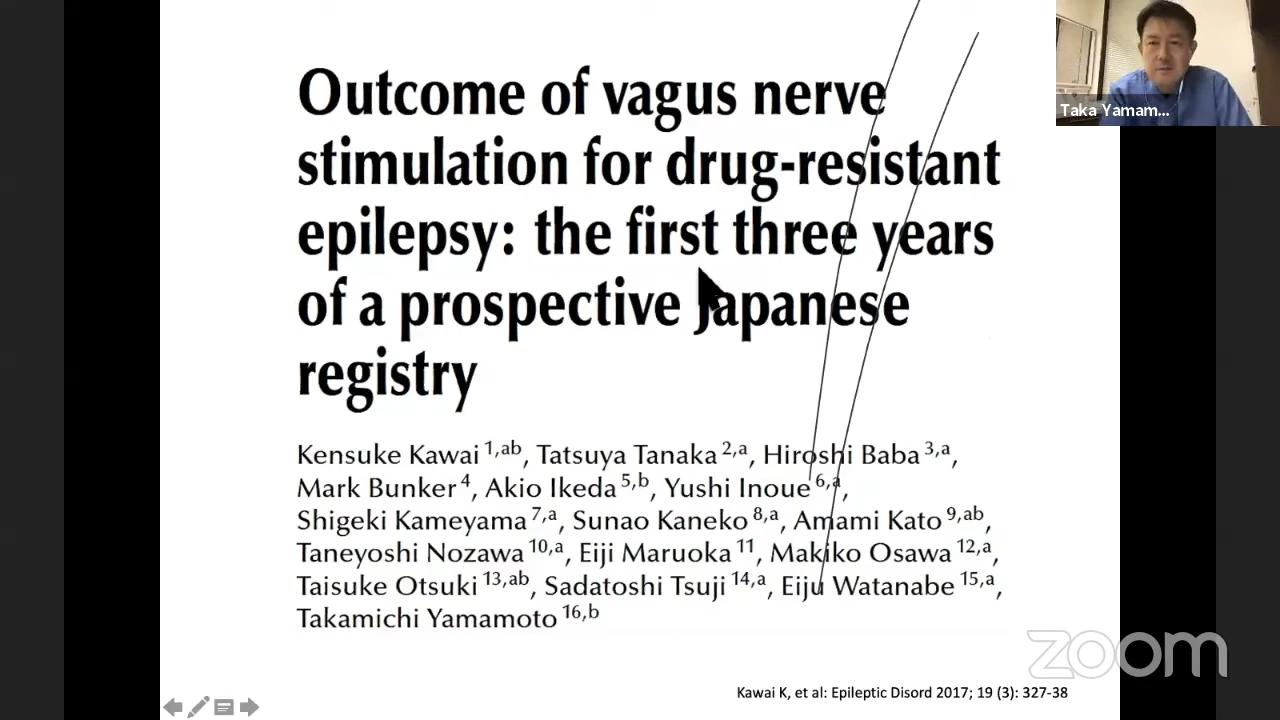 Outcome of vagus nerve
stimulation for drug-resistant
epilepsy: the first three years
of a prospective Japanese
registry
Kensuke Kawai 1,ab, Tatsuya Tanaka 2,a, Hiroshi Baba 3,a,
Mark Bunker 4, Akio Ikeda 5,b, Yushi Inoue 6,a,
Shigeki Kameyama 7,a, Sunao Kaneko 8,a, Amami Kato 9,ab,
Taneyoshi Nozawa 10,a, Eiji Maruoka 11, Makiko Osawa 12,a,
Taisuke Otsuki 13,ab, Sadatoshi Tsuji 14,a, Eiju Watanabe 15,a,
Takamichi Yamamoto 16,b
Kawai K, et al: Epileptic Disord 2017; 19 (3): 327-38
Taka Yamam...
zoom